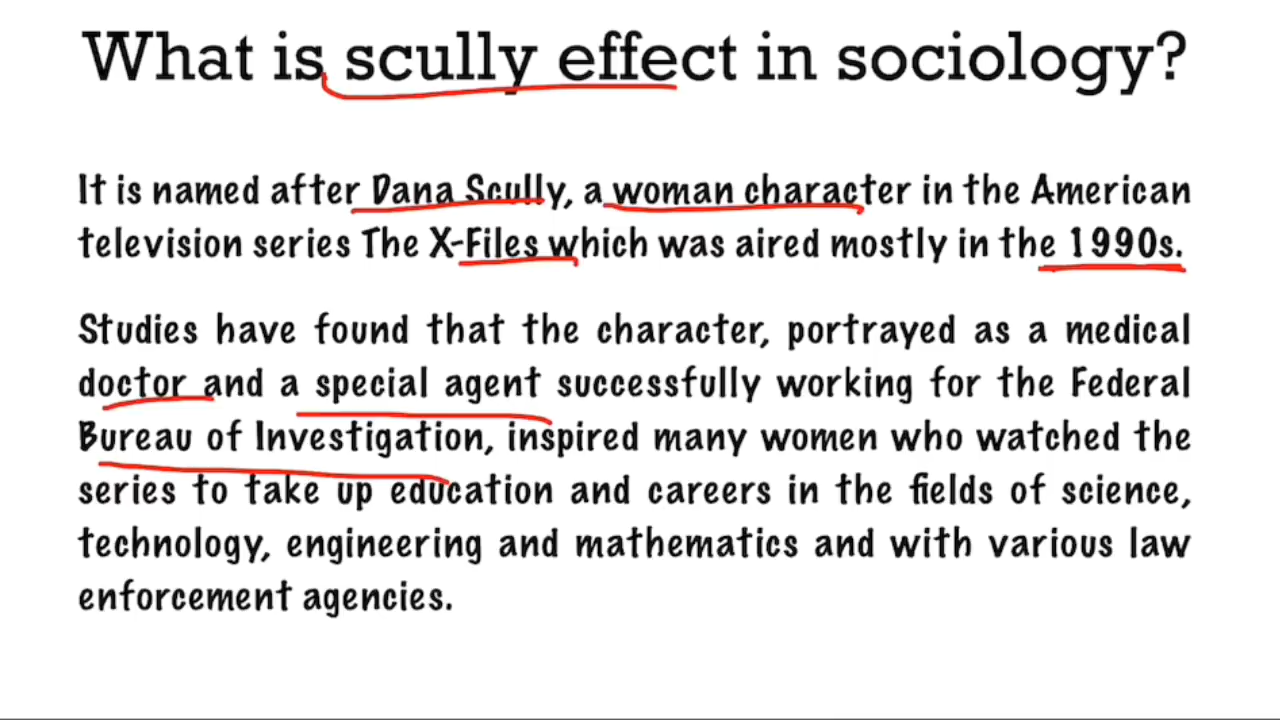 What is scully effect in sociology?
It is named after Dana Scully, a woman character in the American
television series The X-Files which was aired mostly in the 1990s.
Studies have found that the character, portrayed as a medical
doctor and a special agent successfully working for the Federal
Bureau of Investigation, inspired many women who watched the
series to take up education and careers in the fields of science,
technology, engineering and mathematics and with various law
enforcement agencies.